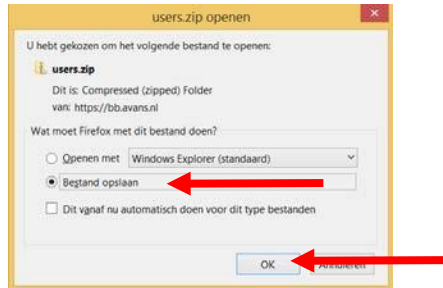 users.zip openen
U hebt gekozen om het volgende bestand te openen:
users.zip
Dit is: Compressed (zipped) Folder
van: https://bb.avans.nl
Wat moet Firefox met dit bestand doen?
Openen met Windows Explorer (standaard)
Bestand opslaan
Dit vanaf nu automatisch doen voor dit type bestanden
OK Annuleren